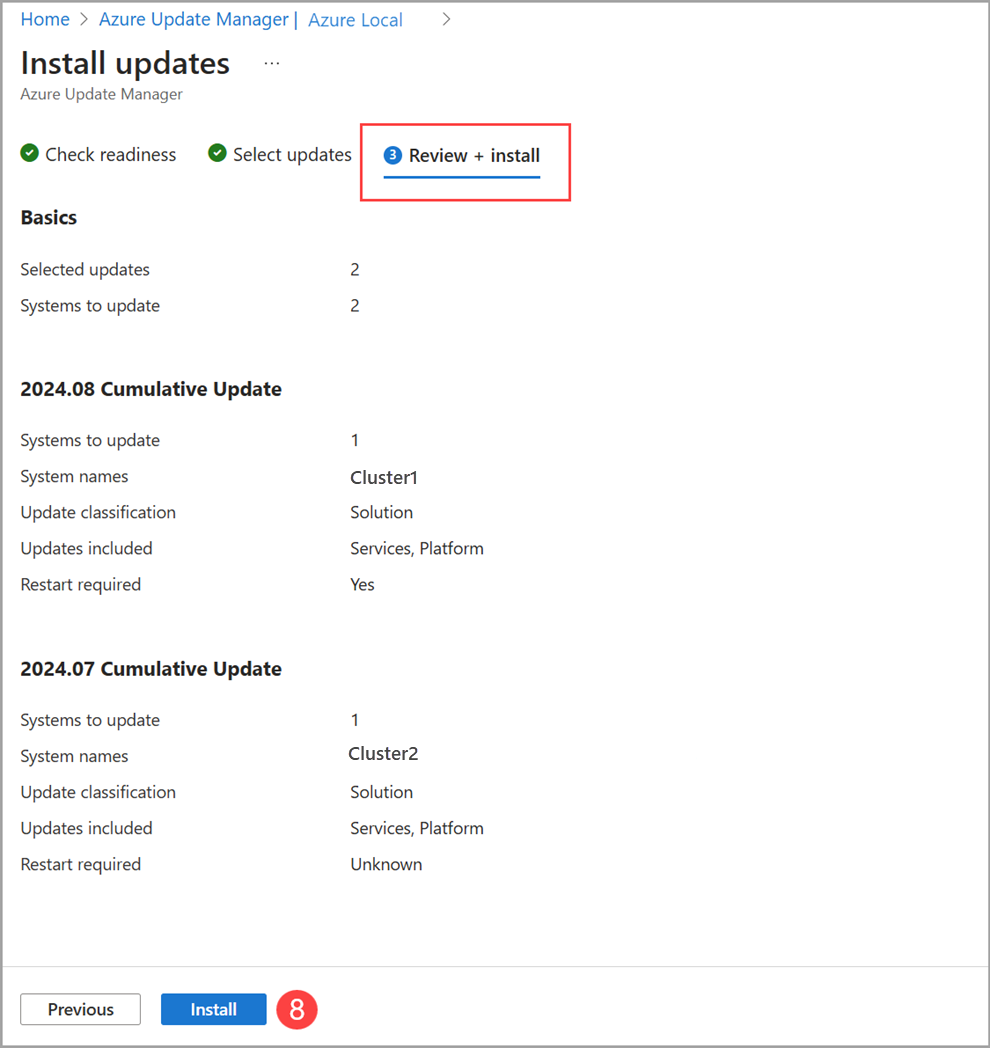 Home > Azure Update Manager | Azure Local >
Install updates ...
Azure Update Manager
Check readiness Select updates 3 Review + install
Basics
Selected updates 2
Systems to update 2
2024.08 Cumulative Update
Systems to update 1
System names Cluster1
Update classification Solution
Updates included Services, Platform
Restart required Yes
2024.07 Cumulative Update
Systems to update 1
System names Cluster2
Update classification Solution
Updates included Services, Platform
Restart required Unknown
Previous Install 8